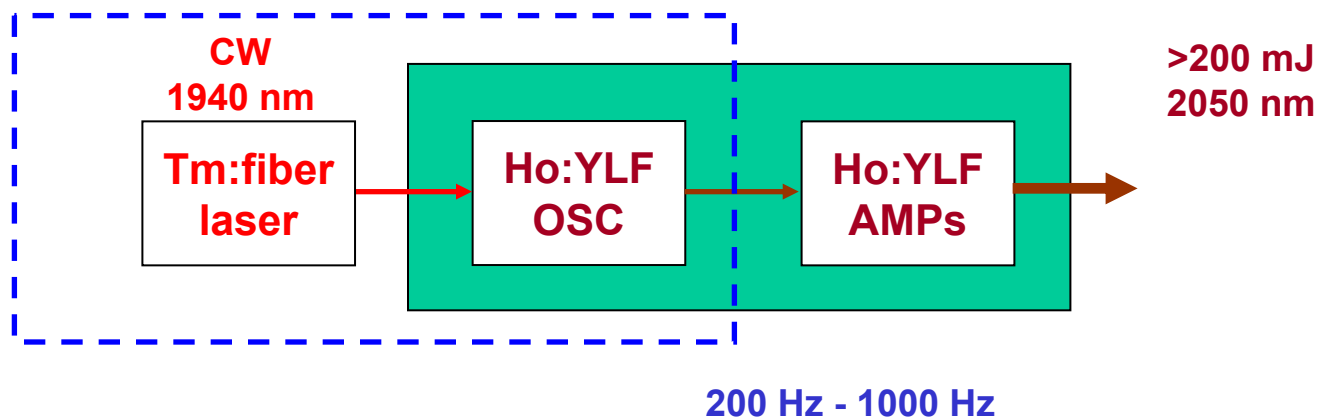 CW
1940 nm
Tm:fiber
laser
Ho:YLF
OSC
Ho:YLF
AMPs
>200 mJ
2050 nm
200 Hz - 1000 Hz